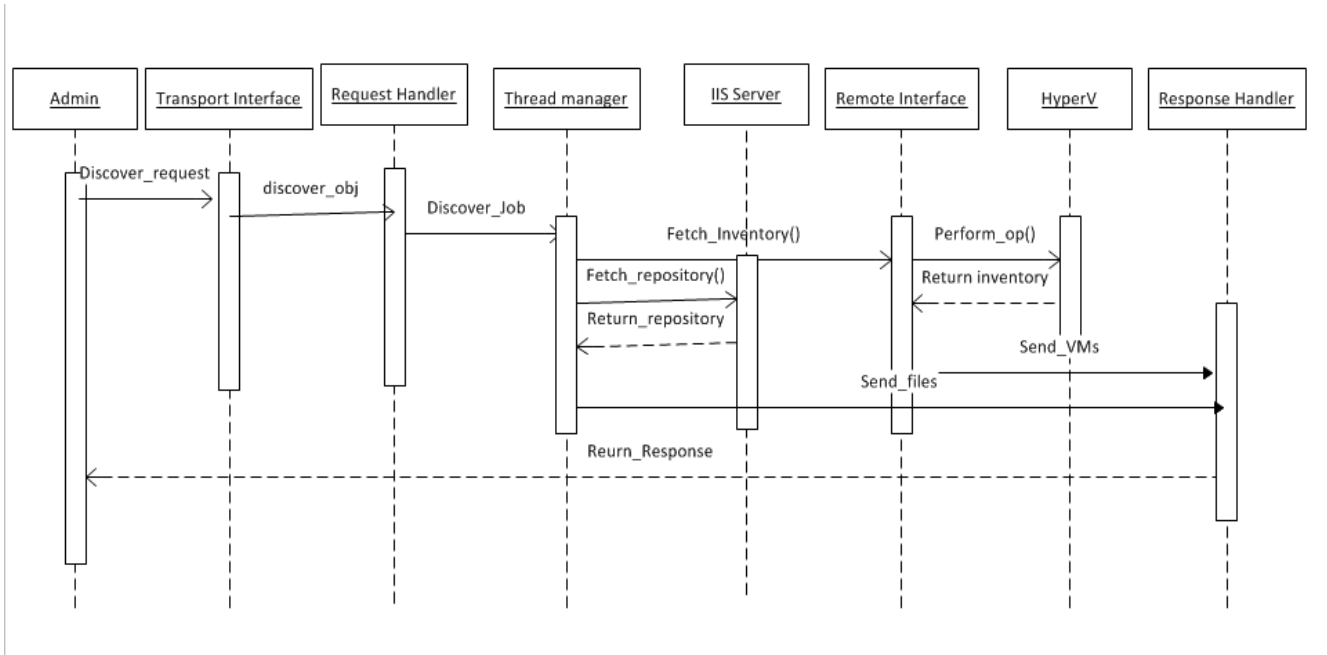 Admin
Transport Interface
Request Handler
Thread manager
IIS Server
Remote Interface
HyperV
Response Handler
Discover_request
discover_obj
Discover_Job
Fetch_Inventory()
Perform_op()
Fetch_repository()
Return inventory
Return_repository
Send_VMs
Send_files
Reurn_Response